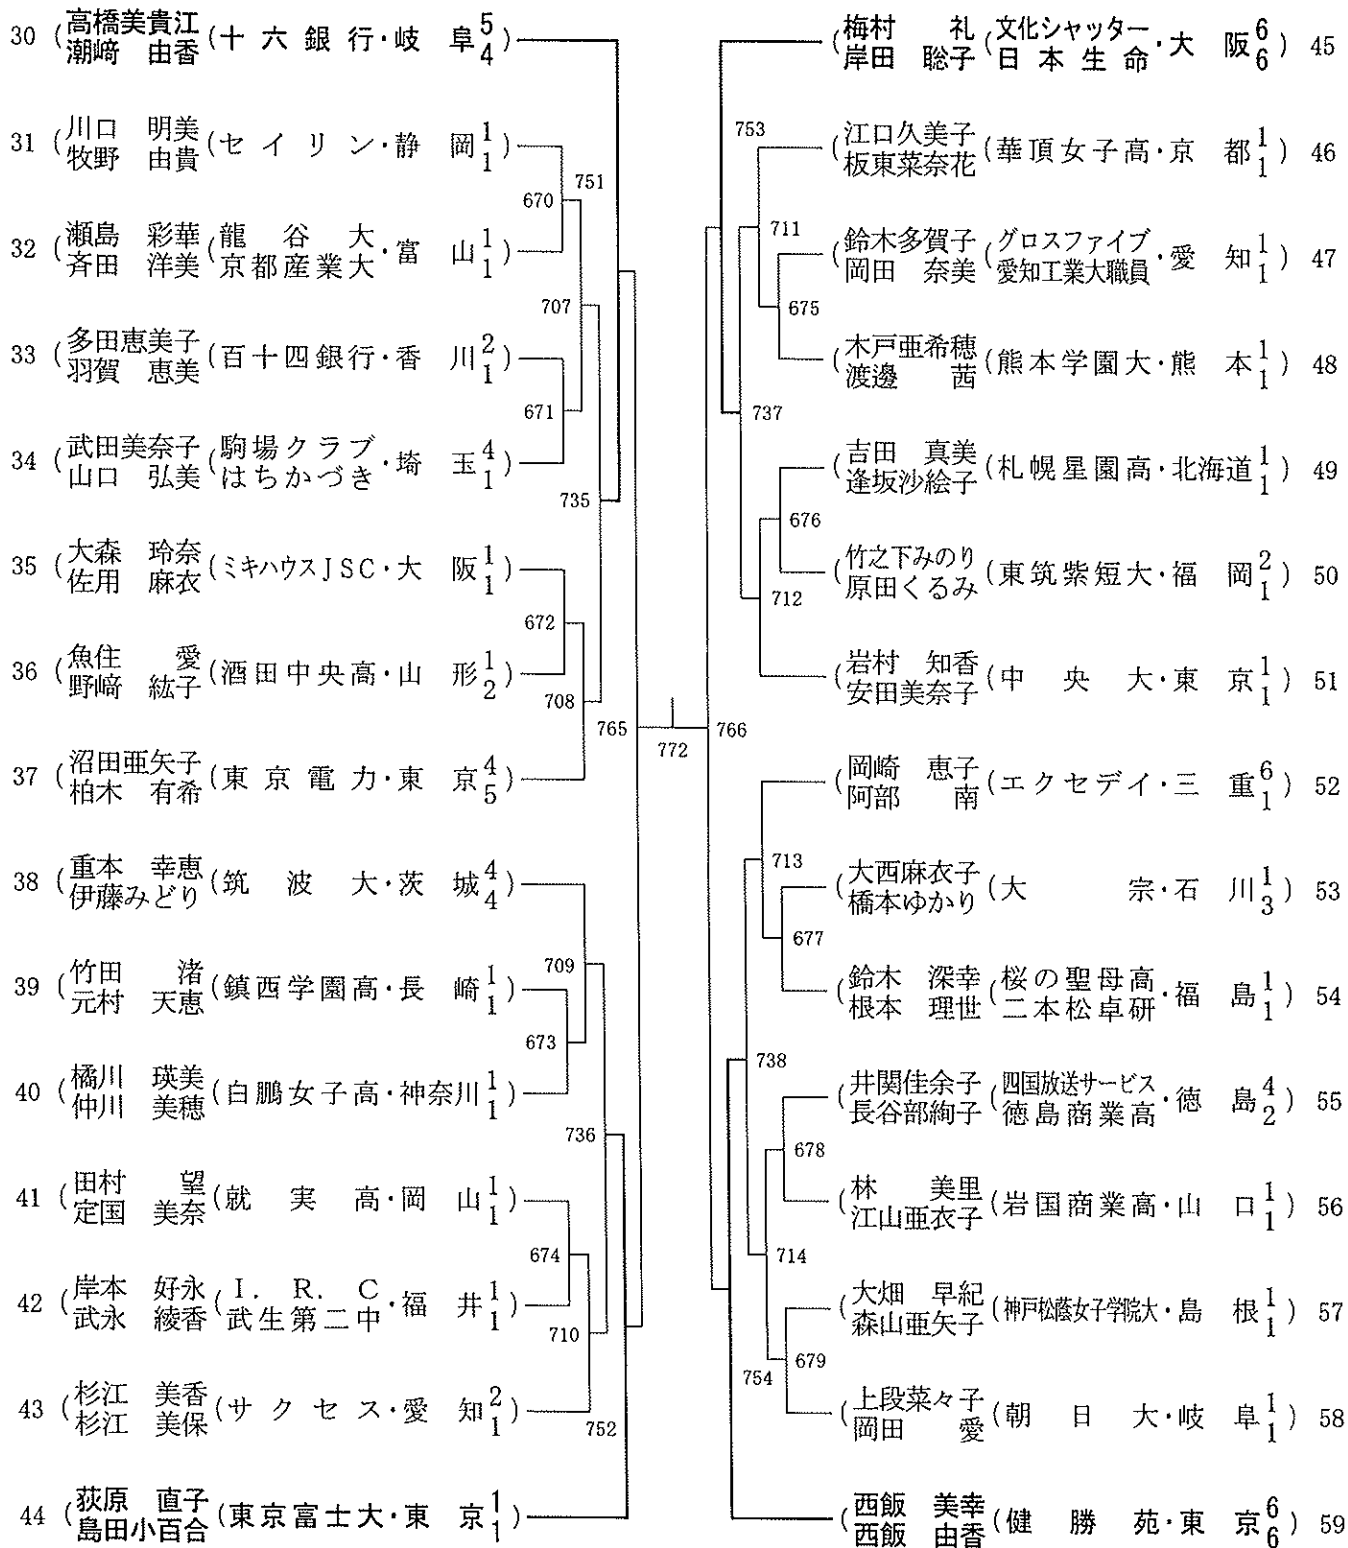 30 (高橋美貴江 (十六銀行・岐阜 5)
潮﨑 由香 4
31 (川口 明美 (セイリン・静岡 1)
牧野 由貴 1
751
670
32 (瀬島 彩華 (龍谷大・富山 1)
斉田 洋美 京都産業大 1
707
33 (多田恵美子 (百十四銀行・香川 2)
羽賀 恵美 1
671
34 (武田美奈子 (駒場クラブ・埼玉 4)
山口 弘美 はちかづき 1
735
35 (大森 玲奈 (ミキハウスJSC・大阪 1)
佐用 麻衣 1
672
36 (魚住 愛 (酒田中央高・山形 1)
野﨑 紘子 2
708
765
772
37 (沼田亜矢子 (東京電力・東京 4)
柏木 有希 5
38 (重本 幸恵 (筑波大・茨城 4)
伊藤みどり 4
709
39 (竹田 渚 (鎮西学園高・長崎 1)
元村 天恵 1
673
40 (橘川 瑛美 (白鵬女子高・神奈川 1)
仲川 美穂 1
736
41 (田村 望 (就実高・岡山 1)
定国 美奈 1
674
42 (岸本 好永 (I.R.C・福井 1)
武永 綾香 武生第二中 1
710
43 (杉江 美香 (サクセス・愛知 2)
杉江 美保 1
752
44 (荻原 直子 (東京富士大・東京 1)
島田小百合 1
(梅村 礼 (文化シャッター・大阪 6) 45
岸田 聡子 日本生命 6
753
(江口久美子 (華頂女子高・京都 1) 46
板東菜奈花 1
711
(鈴木多賀子 (グロスファイブ・愛知 1) 47
岡田 奈美 愛知工業大職員 1
675
(木戸亜希穂 (熊本学園大・熊本 1) 48
渡邊 茜 1
737
(吉田 真美 (札幌星園高・北海道 1) 49
逢坂沙絵子 1
676
(竹之下みのり (東筑紫短大・福岡 2) 50
原田くるみ 1
712
(岩村 知香 (中央大・東京 1) 51
安田美奈子 1
766
(岡崎 恵子 (エクセデイ・三重 6) 52
阿部 南 1
713
(大西麻衣子 (大宗・石川 1) 53
橋本ゆかり 3
677
(鈴木 深幸 (桜の聖母高・福島 1) 54
根本 理世 二本松卓研 1
738
(井関佳余子 (四国放送サービス・徳島 4) 55
長谷部絢子 徳島商業高 2
678
(林 美里 (岩国商業高・山口 1) 56
江山亜衣子 1
714
(大畑 早紀 (神戸松蔭女子学院大・島根 1) 57
森山亜矢子 1
679
754
(上段菜々子 (朝日大・岐阜 1) 58
岡田 愛 1
(西飯 美幸 (健勝苑・東京 6) 59
西飯 由香 6